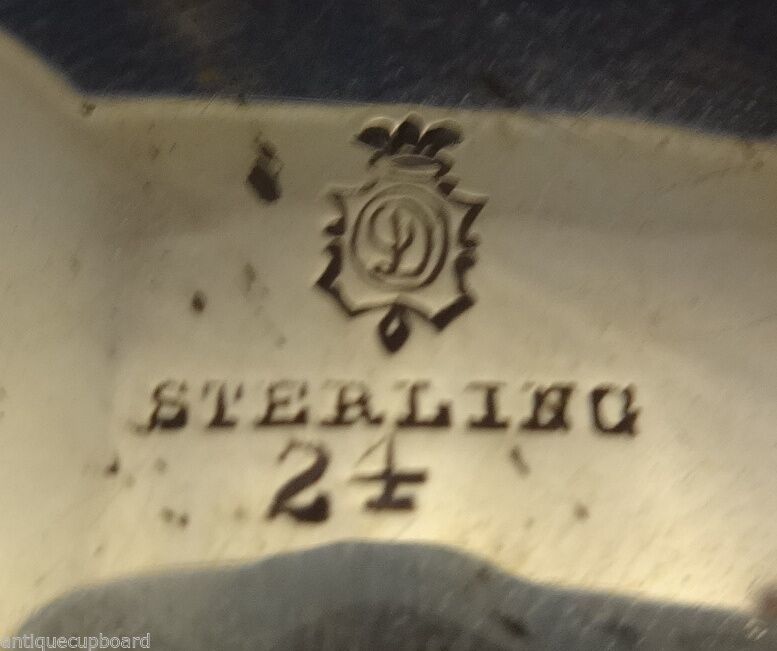 D
STERLING
24
antiquecupboard